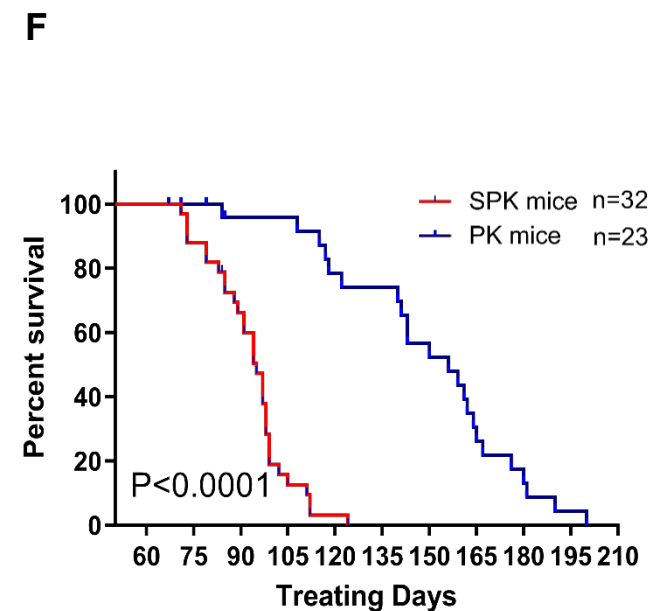 F
SPK mice n=32
PK mice n=23
100
80
60
40
20
0
Percent survival
P<0.0001
60 75 90 105 120 135 150 165 180 195 210
Treating Days